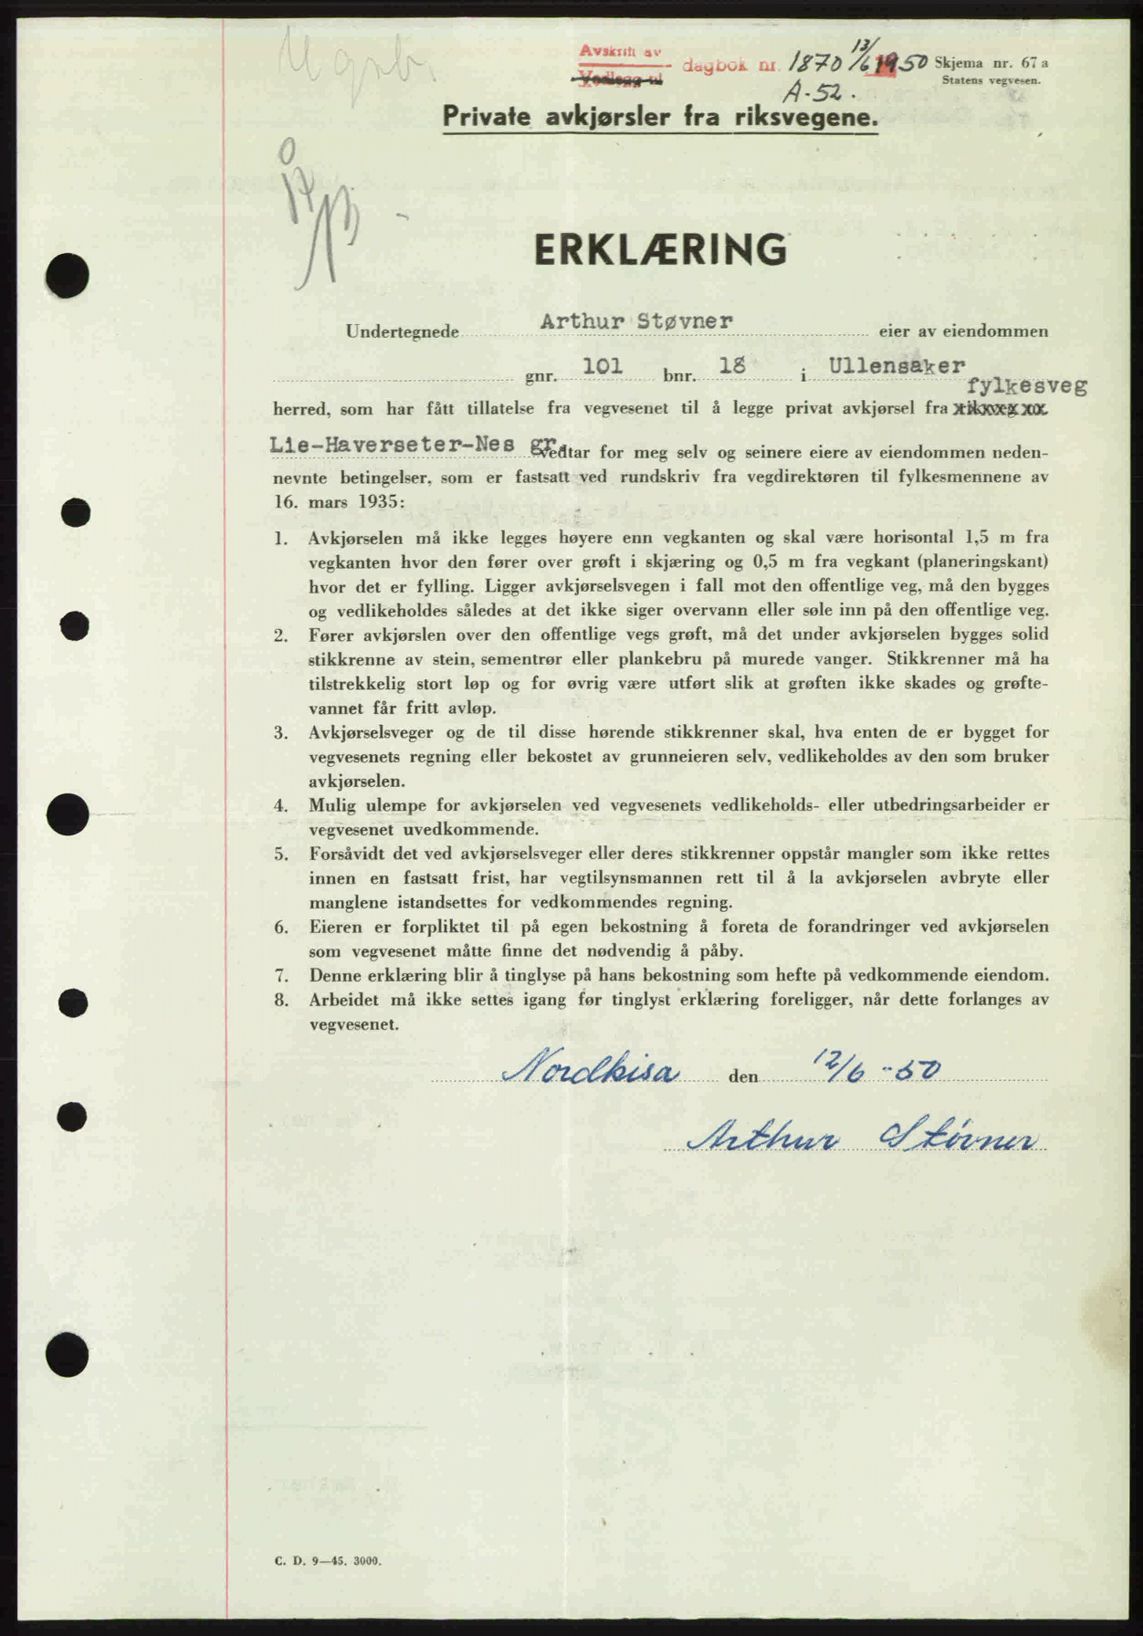 Avskrift av
Vedlegg til
dagbok nr. 1870 13/6 1950 Skjema nr. 67 a
A-52. Statens vegvesen.
Private avkjørsler fra riksvegene.
ERKLÆRING
Undertegnede Arthur Støvner eier av eiendommen
gnr. 101 bnr. 18 i Ullensaker
fylkesveg
herred, som har fått tillatelse fra vegvesenet til å legge privat avkjørsel fra
Lie-Haverseter-Nes gr. vedtar for meg selv og seinere eiere av eiendommen neden-
nevnte betingelser, som er fastsatt ved rundskriv fra vegdirektøren til fylkesmennene av
16. mars 1935:
1. Avkjørselen må ikke legges høyere enn vegkanten og skal være horisontal 1,5 m fra
vegkanten hvor den fører over grøft i skjæring og 0,5 m fra vegkant (planeringskant)
hvor det er fylling. Ligger avkjørselsvegen i fall mot den offentlige veg, må den bygges
og vedlikeholdes således at det ikke siger overvann eller søle inn på den offentlige veg.
2. Fører avkjørslen over den offentlige vegs grøft, må det under avkjørselen bygges solid
stikkrenne av stein, sementrør eller plankebru på murede vanger. Stikkrenner må ha
tilstrekkelig stort løp og for øvrig være utført slik at grøften ikke skades og grøfte-
vannet får fritt avløp.
3. Avkjørselsveger og de til disse hørende stikkrenner skal, hva enten de er bygget for
vegvesenets regning eller bekostet av grunneieren selv, vedlikeholdes av den som bruker
avkjørselen.
4. Mulig ulempe for avkjørselen ved vegvesenets vedlikeholds- eller utbedringsarbeider er
vegvesenet uvedkommende.
5. Forsåvidt det ved avkjørselsveger eller deres stikkrenner oppstår mangler som ikke rettes
innen en fastsatt frist, har vegtilsynsmannen rett til å la avkjørselen avbryte eller
manglene istandsettes for vedkommendes regning.
6. Eieren er forpliktet til på egen bekostning å foreta de forandringer ved avkjørselen
som vegvesenet måtte finne det nødvendig å påby.
7. Denne erklæring blir å tinglyse på hans bekostning som hefte på vedkommende eiendom.
8. Arbeidet må ikke settes igang før tinglyst erklæring foreligger, når dette forlanges av
vegvesenet.
Nordkisa den 12/6 -50
Arthur Støvner
C. D. 9—45. 3000.